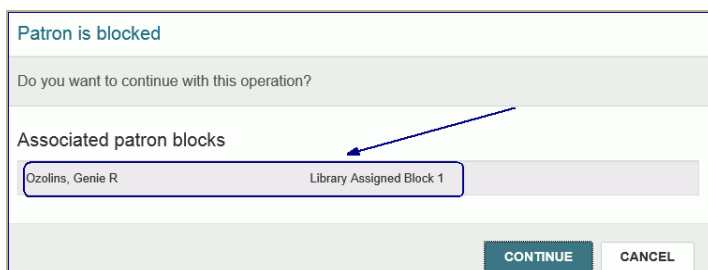 Patron is blocked
Do you want to continue with this operation?
Associated patron blocks
Ozolins, Genie R Library Assigned Block 1
CONTINUE CANCEL